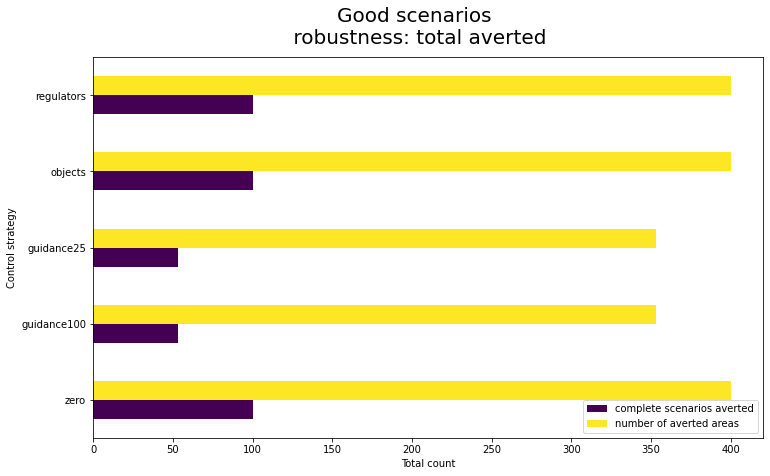 Good scenarios
robustness: total averted
Control strategy
regulators
objects
guidance25
guidance100
zero
complete scenarios averted
number of averted areas
0 50 100 150 200 250 300 350 400
Total count